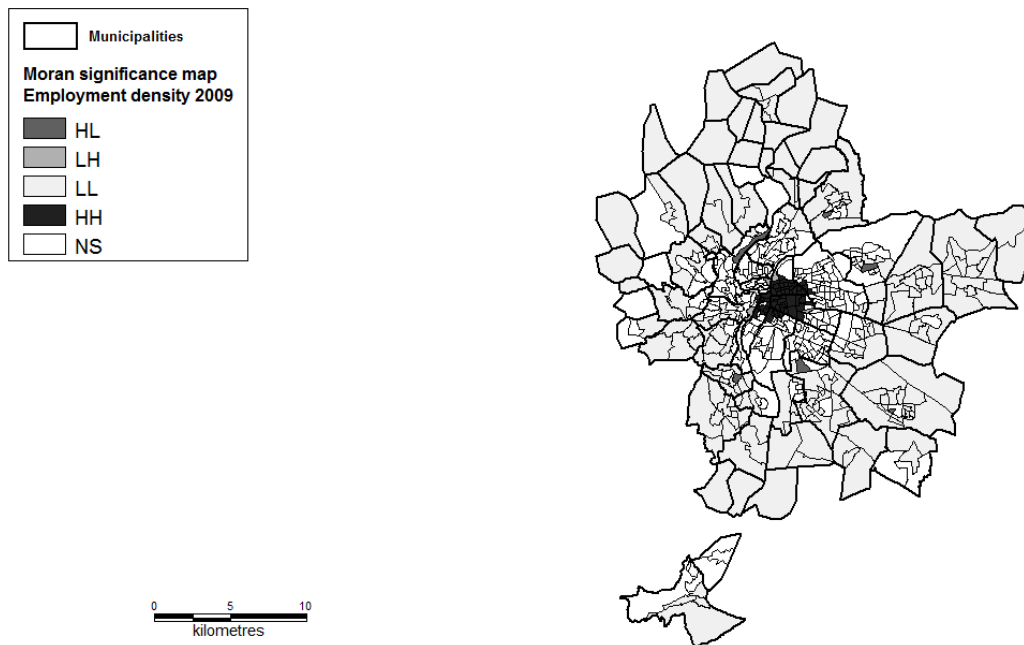 Municipalities
Moran significance map
Employment density 2009
HL
LH
LL
HH
NS
0 5 10
kilometres